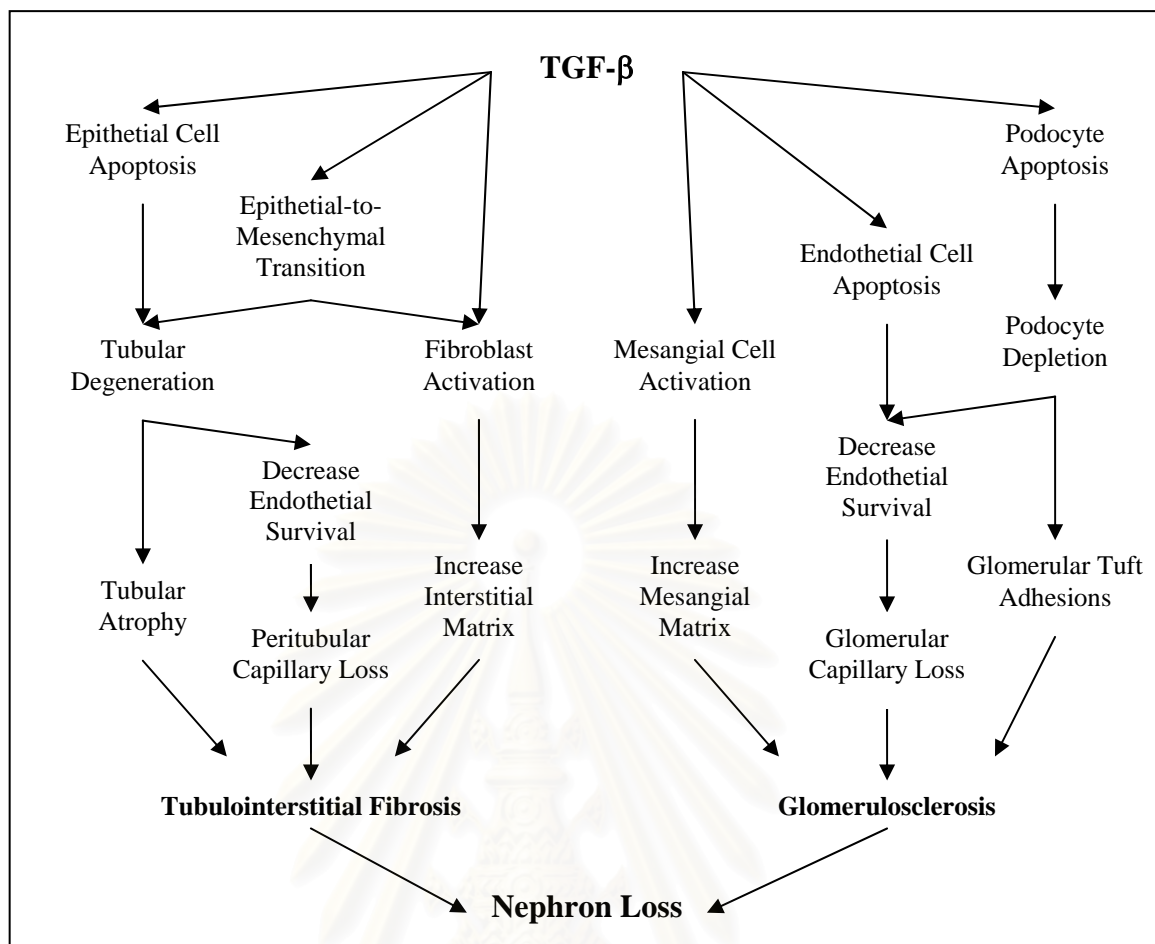 TGF-β
Epithetial Cell
Apoptosis
Epithetial-to-
Mesenchymal
Transition
Endothetial Cell
Apoptosis
Podocyte
Apoptosis
Tubular
Degeneration
Fibroblast
Activation
Mesangial Cell
Activation
Podocyte
Depletion
Decrease
Endothetial
Survival
Decrease
Endothetial
Survival
Tubular
Atrophy
Peritubular
Capillary Loss
Increase
Interstitial
Matrix
Increase
Mesangial
Matrix
Glomerular
Capillary Loss
Glomerular Tuft
Adhesions
Tubulointerstitial Fibrosis
Glomerulosclerosis
Nephron Loss